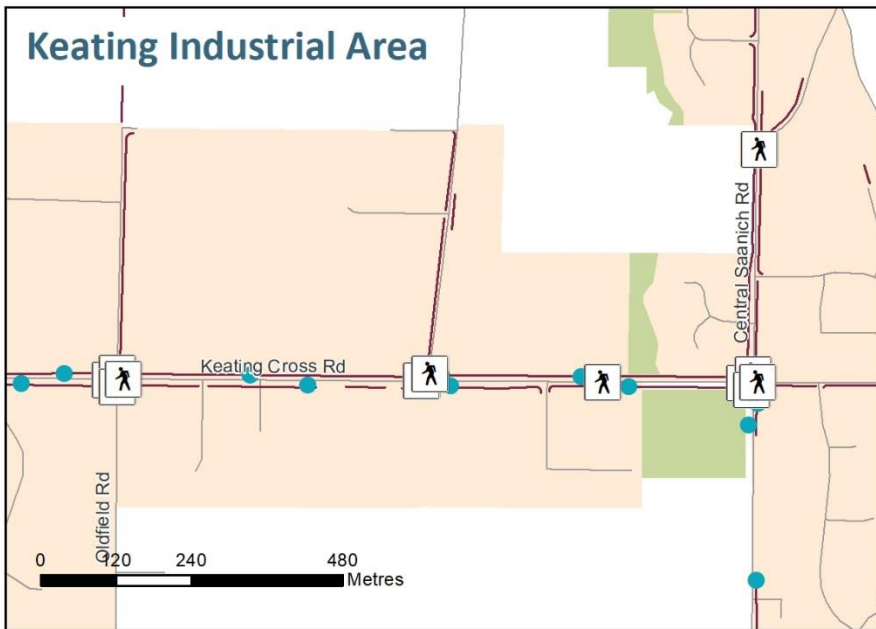 Keating Industrial Area
Central Saanich Rd
Keating Cross Rd
Oldfield Rd
0 120 240 480
Metres